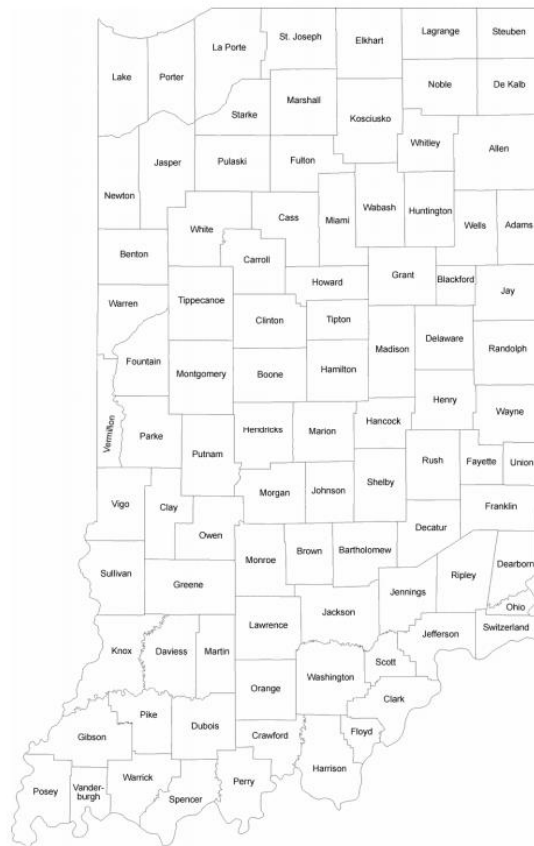 La Porte
St. Joseph
Elkhart
Lagrange
Steuben
Lake
Porter
Noble
De Kalb
Starke
Marshall
Kosciusko
Whitley
Allen
Jasper
Pulaski
Fulton
Newton
White
Cass
Miami
Wabash
Huntington
Wells
Adams
Benton
Carroll
Howard
Grant
Blackford
Jay
Warren
Tippecanoe
Clinton
Tipton
Madison
Delaware
Randolph
Fountain
Montgomery
Boone
Hamilton
Henry
Wayne
Vermilion
Parke
Putnam
Hendricks
Marion
Hancock
Rush
Fayette
Union
Vigo
Clay
Morgan
Johnson
Shelby
Franklin
Owen
Decatur
Sullivan
Greene
Monroe
Brown
Bartholomew
Jennings
Ripley
Dearborn
Ohio
Switzerland
Jefferson
Jackson
Lawrence
Knox
Daviess
Martin
Washington
Scott
Clark
Orange
Pike
Dubois
Gibson
Crawford
Floyd
Harrison
Posey
Vander-
burgh
Warrick
Spencer
Perry